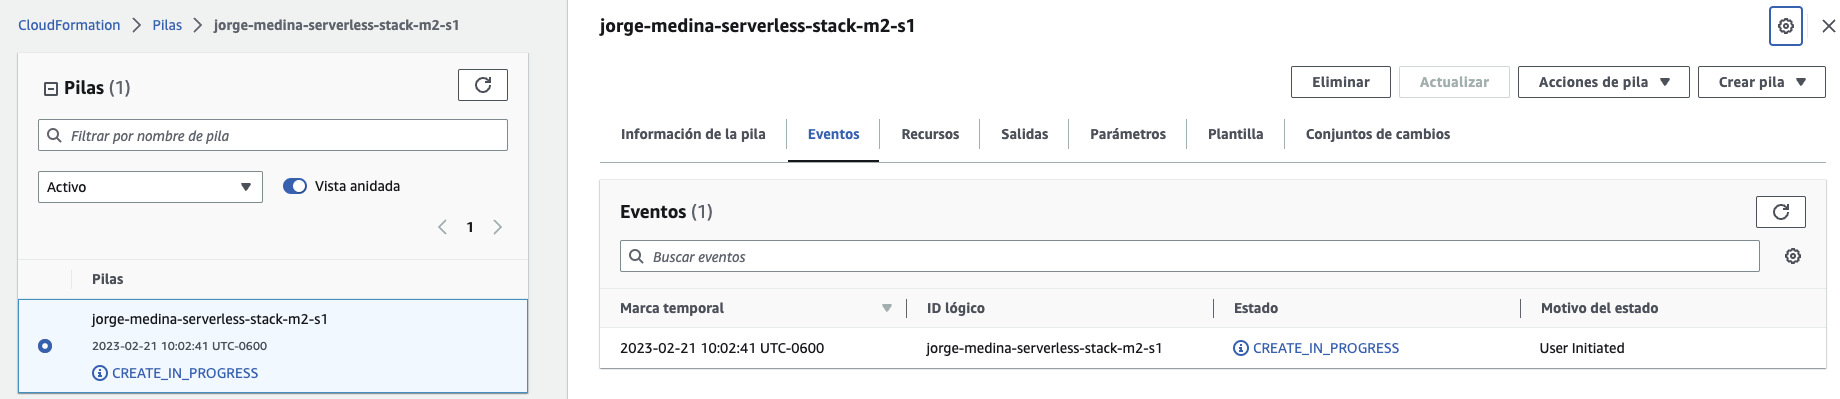 CloudFormation > Pilas > jorge-medina-serverless-stack-m2-s1
Pilas (1)
Filtrar por nombre de pila
Activo
Vista anidada
1
Pilas
jorge-medina-serverless-stack-m2-s1
2023-02-21 10:02:41 UTC-0600
CREATE_IN_PROGRESS
jorge-medina-serverless-stack-m2-s1
Eliminar Actualizar Acciones de pila Crear pila
Información de la pila Eventos Recursos Salidas Parámetros Plantilla Conjuntos de cambios
Eventos (1)
Buscar eventos
Marca temporal ID lógico Estado Motivo del estado
2023-02-21 10:02:41 UTC-0600 jorge-medina-serverless-stack-m2-s1 CREATE_IN_PROGRESS User Initiated